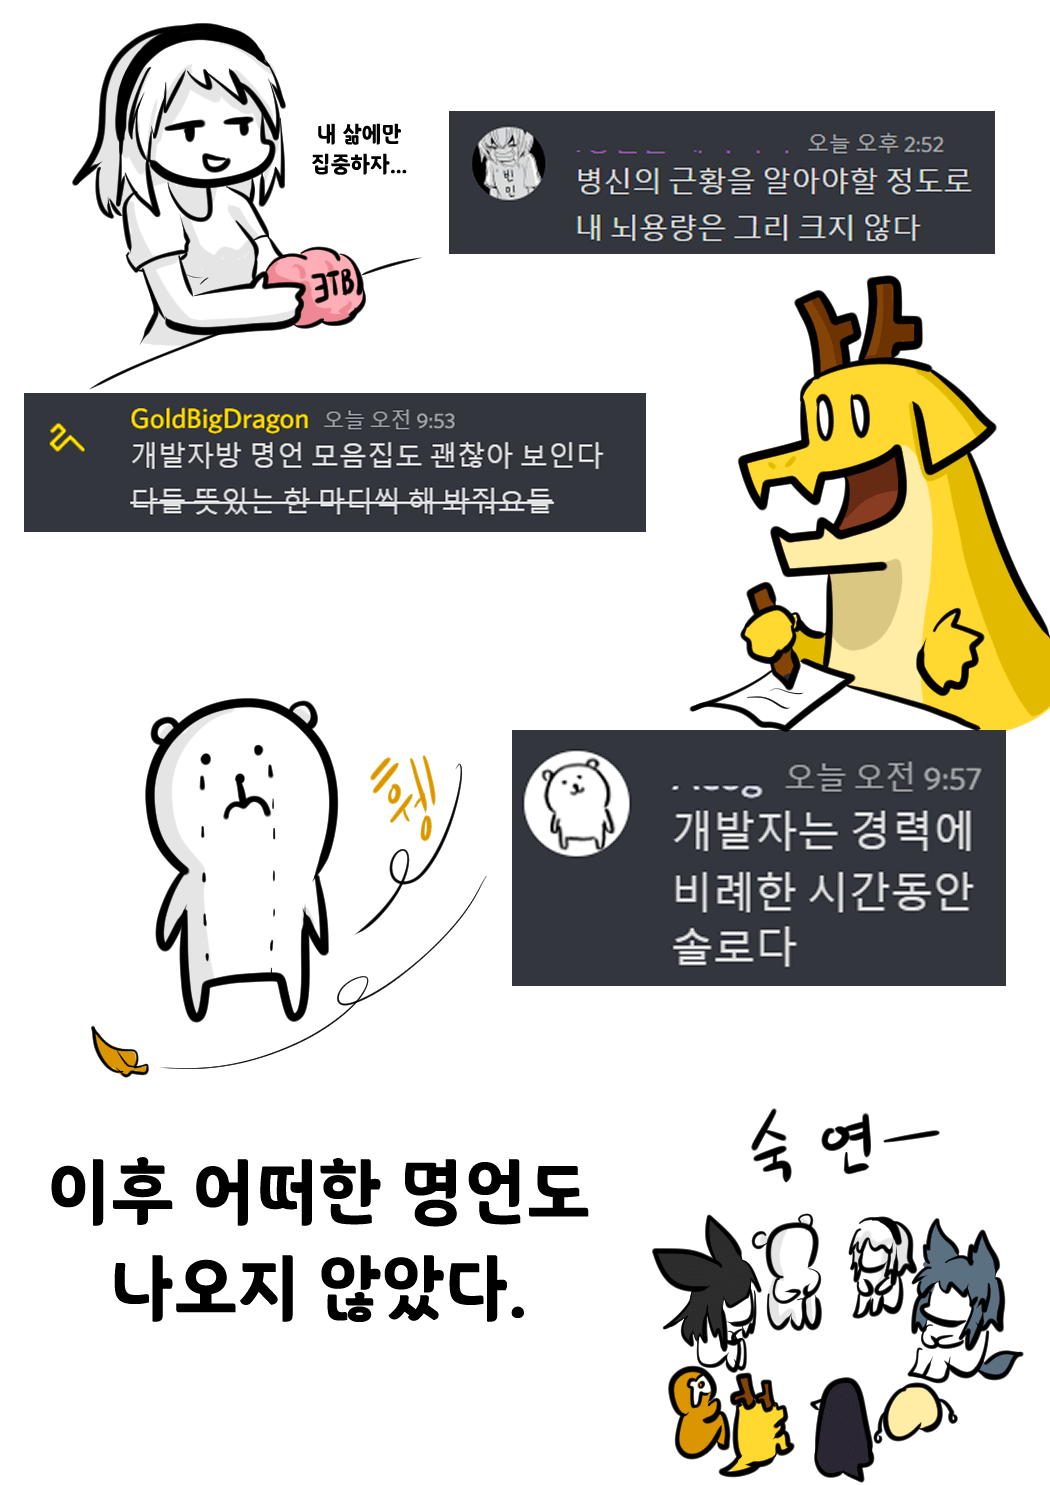 내 삶에만
집중하자...
오늘 오후 2:52
병신의 근황을 알아야할 정도로
내 뇌용량은 그리 크지 않다
빈민
3TB
GoldBigDragon 오늘 오전 9:53
개발자방 명언 모음집도 괜찮아 보인다
다들 뜻있는 한 마디씩 해 봐줘요들
휘잉
오늘 오전 9:57
개발자는 경력에
비례한 시간동안
솔로다
이후 어떠한 명언도
나오지 않았다.
숙 연ㅡ